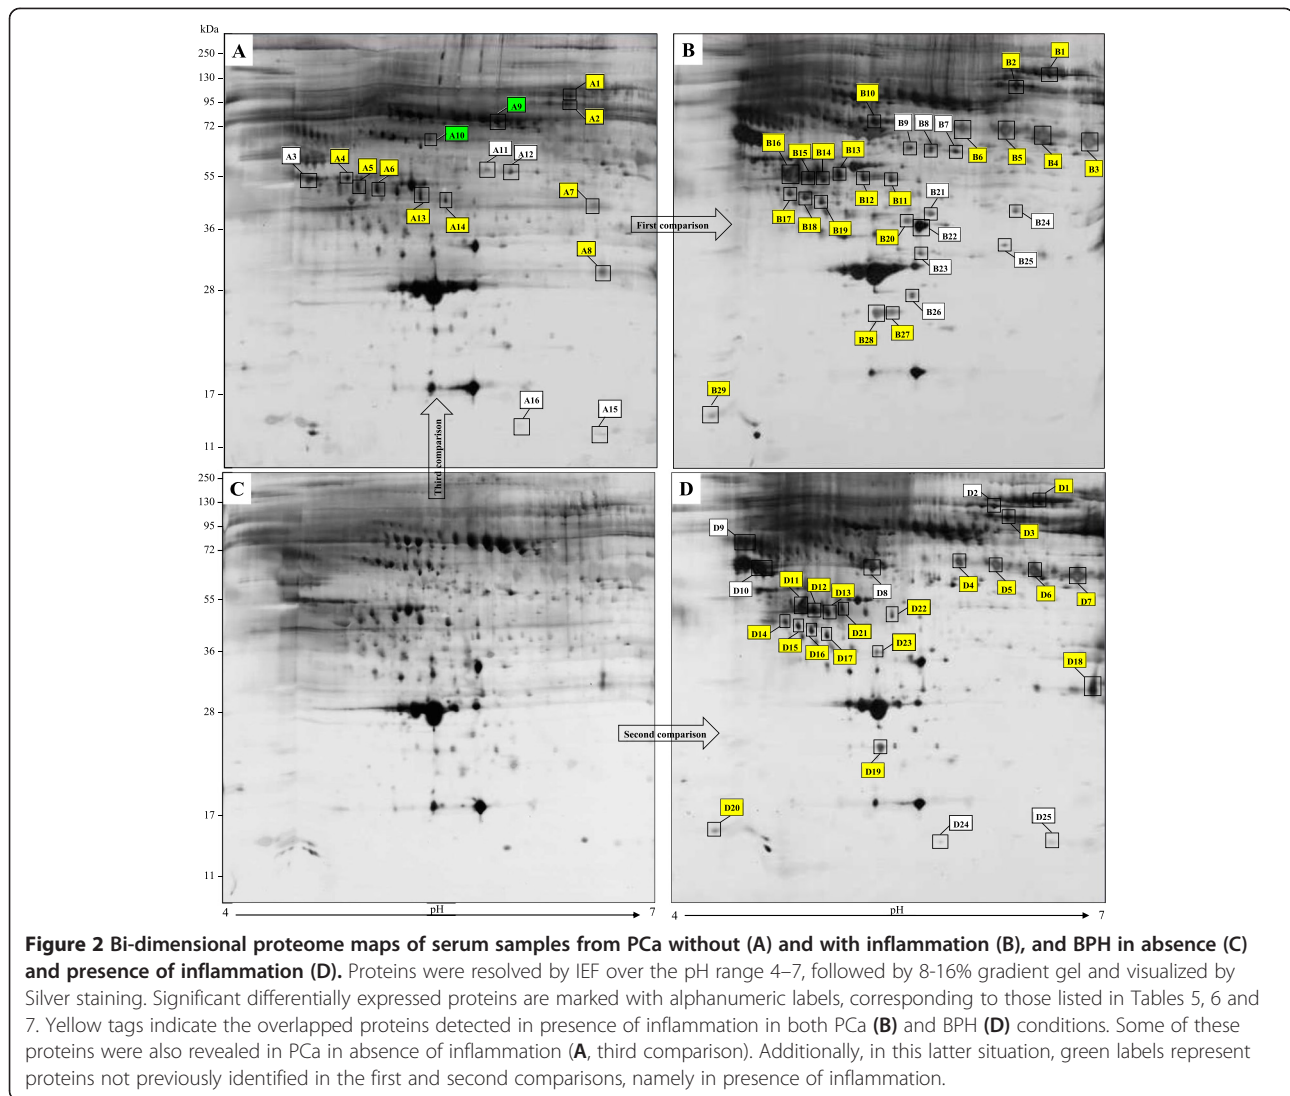 kDa
250
130
95
72
55
36
28
17
11
A
A1
A2
A9
A10
A3
A4
A5
A6
A11
A12
A7
A13
A14
A8
A16
A15
First comparison
B
B1
B2
B10
B9
B8
B7
B6
B5
B4
B3
B16
B15
B14
B13
B12
B11
B17
B18
B19
B20
B21
B22
B23
B24
B25
B26
B27
B28
B29
Third comparison
250
130
95
72
55
36
28
17
11
C
Second comparison
D
D1
D2
D3
D9
D10
D11
D12
D13
D8
D4
D5
D6
D7
D22
D14
D15
D16
D17
D21
D23
D18
D19
D20
D24
D25
4 pH 7
4 pH 7
Figure 2 Bi-dimensional proteome maps of serum samples from PCa without (A) and with inflammation (B), and BPH in absence (C)
and presence of inflammation (D). Proteins were resolved by IEF over the pH range 4–7, followed by 8-16% gradient gel and visualized by
Silver staining. Significant differentially expressed proteins are marked with alphanumeric labels, corresponding to those listed in Tables 5, 6 and
7. Yellow tags indicate the overlapped proteins detected in presence of inflammation in both PCa (B) and BPH (D) conditions. Some of these
proteins were also revealed in PCa in absence of inflammation (A, third comparison). Additionally, in this latter situation, green labels represent
proteins not previously identified in the first and second comparisons, namely in presence of inflammation.